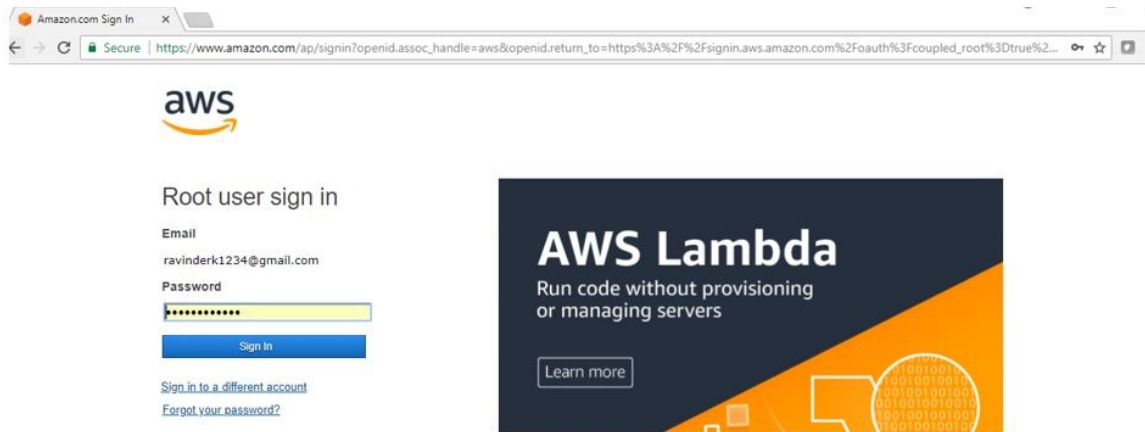 Amazon.com Sign In
Secure | https://www.amazon.com/ap/signin?openid.assoc_handle=aws&openid.return_to=https%3A%2F%2Fsignin.aws.amazon.com%2Foauth%3Fcoupled_root%3Dtrue%2...
aws
Root user sign in
Email
ravinderk1234@gmail.com
Password
••••••••••••
Sign In
Sign in to a different account
Forgot your password?
AWS Lambda
Run code without provisioning
or managing servers
Learn more